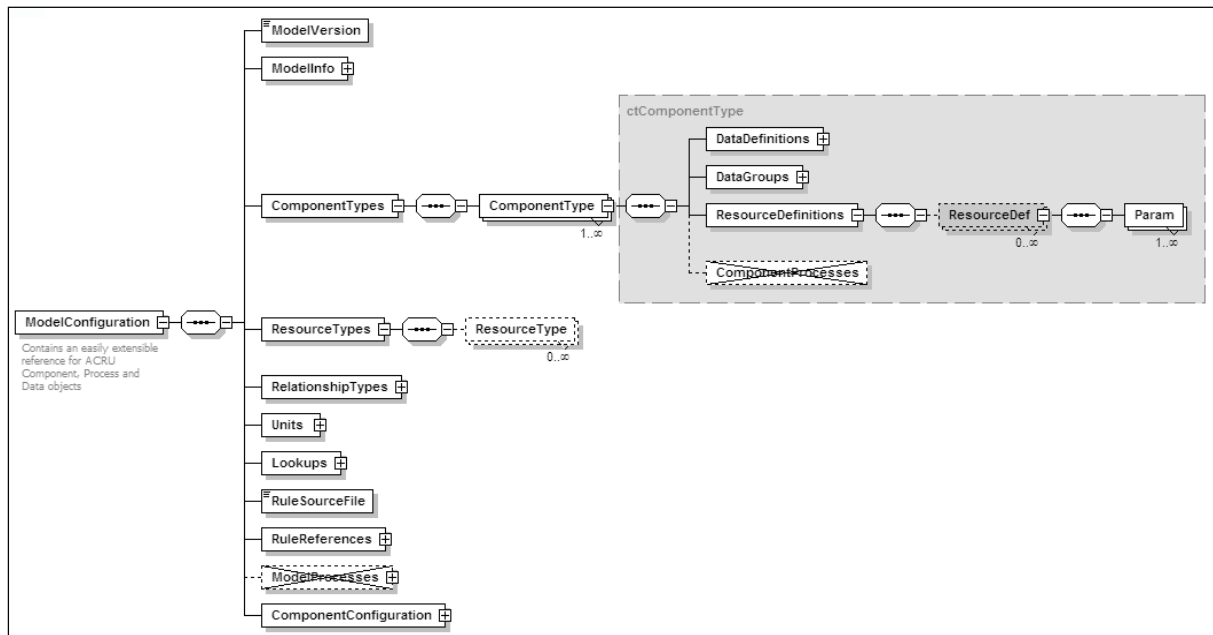 ModelVersion
ModelInfo
ctComponentType
DataDefinitions
DataGroups
ComponentTypes
ComponentType
1..∞
ResourceDefinitions
ResourceDef
0..∞
Param
1..∞
ComponentProcesses
ModelConfiguration
Contains an easily extensible
reference for ACRU
Component, Process and
Data objects
ResourceTypes
ResourceType
0..∞
RelationshipTypes
Units
Lookups
RuleSourceFile
RuleReferences
ModelProcesses
ComponentConfiguration